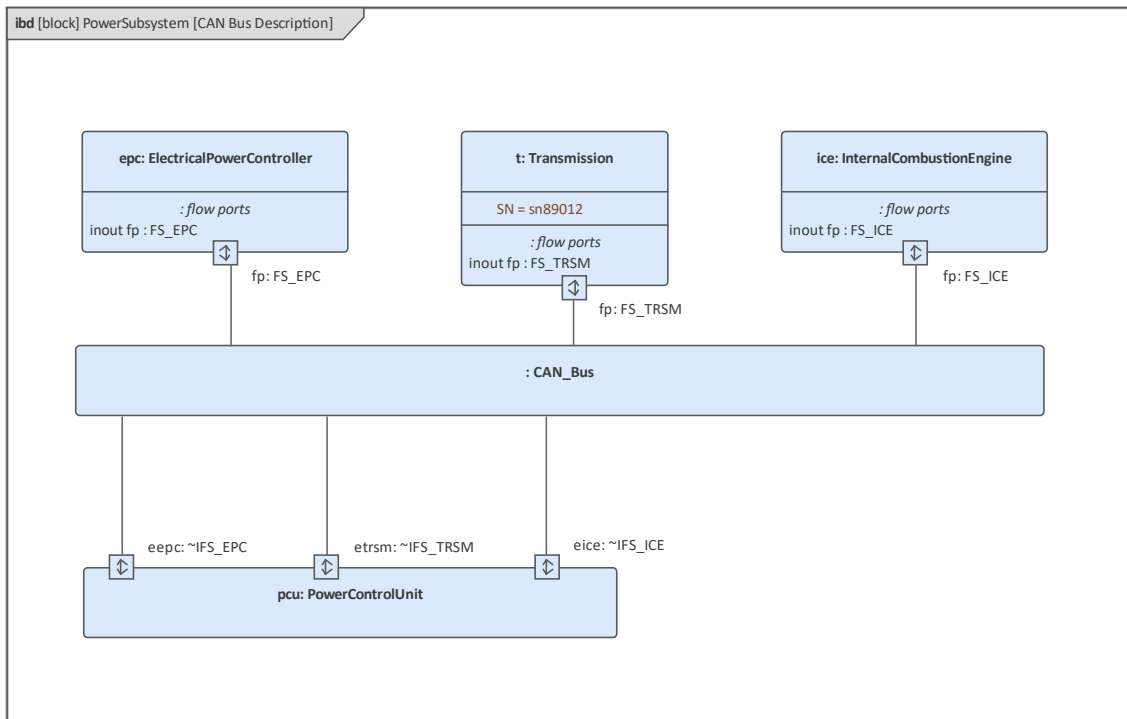 ibd [block] PowerSubsystem [CAN Bus Description]
epc: ElectricalPowerController
: flow ports
inout fp : FS_EPC
fp: FS_EPC
t: Transmission
SN = sn89012
: flow ports
inout fp : FS_TRSM
fp: FS_TRSM
ice: InternalCombustionEngine
: flow ports
inout fp : FS_ICE
fp: FS_ICE
: CAN_Bus
eepc: ~IFS_EPC
etrsm: ~IFS_TRSM
eice: ~IFS_ICE
pcu: PowerControlUnit